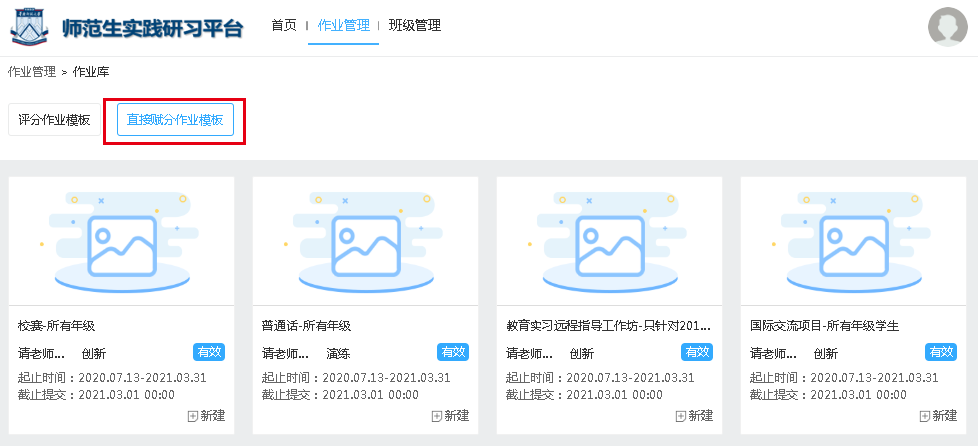 师范生实践研习平台 首页 作业管理 班级管理
作业管理 > 作业库
评分作业模板 直接赋分作业模板
校赛-所有年级
请老师... 创新 有效
起止时间：2020.07.13-2021.03.31
截止提交：2021.03.01 00:00
新建
普通话-所有年级
请老师... 演练 有效
起止时间：2020.07.13-2021.03.31
截止提交：2021.03.01 00:00
新建
教育实习远程指导工作坊-只针对201...
请老师... 创新 有效
起止时间：2020.07.13-2021.03.31
截止提交：2021.03.01 00:00
新建
国际交流项目-所有年级学生
请老师... 创新 有效
起止时间：2020.07.13-2021.03.31
截止提交：2021.03.01 00:00
新建